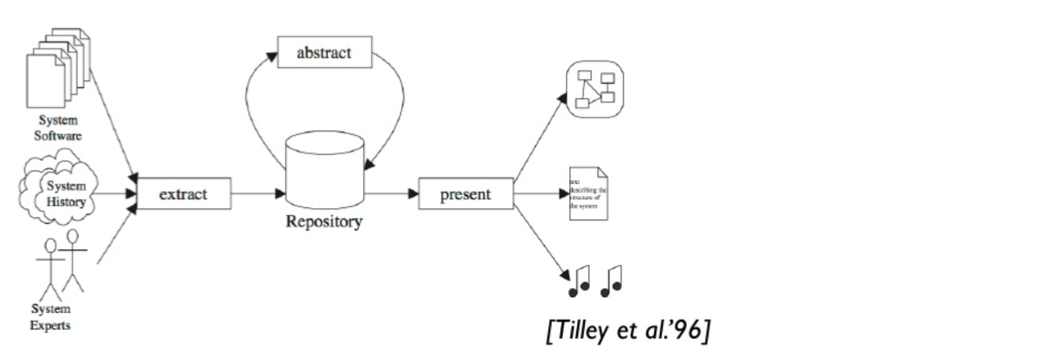 abstract
System
Software
System
History
extract
Repository
present
text
describing the
structure of
the system
System
Experts
[Tilley et al.'96]